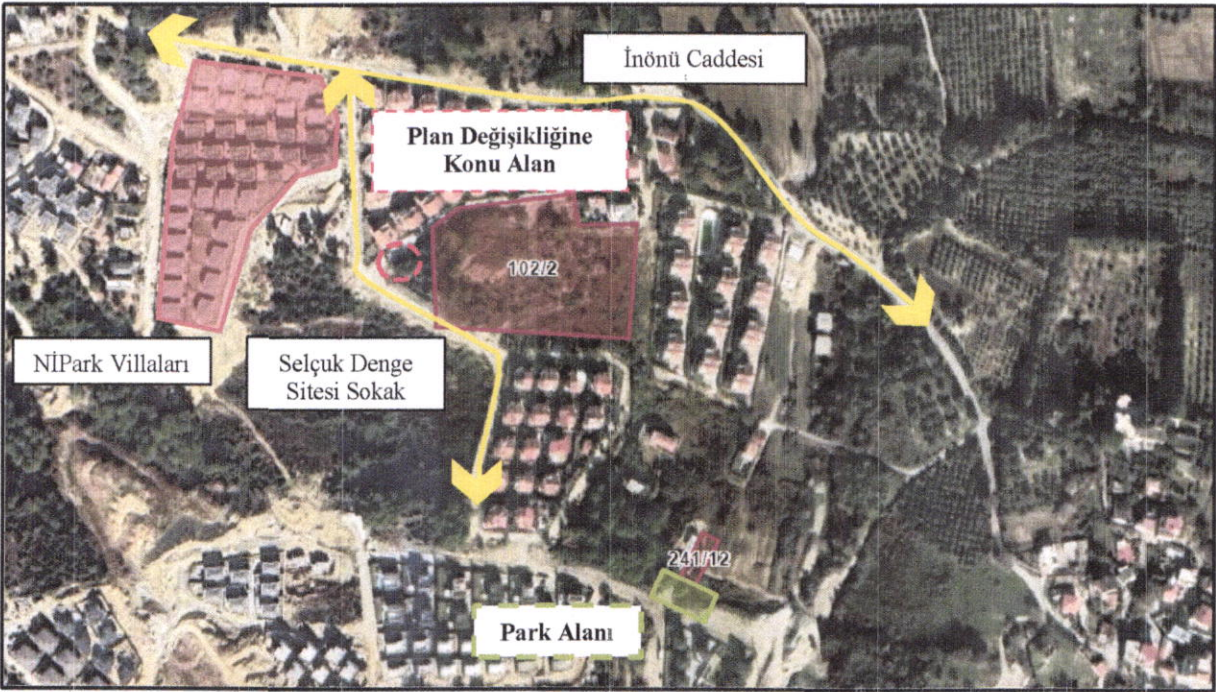 İnönü Caddesi
Plan Değişikliğine
Konu Alan
102/2
NİPark Villaları
Selçuk Denge
Sitesi Sokak
241/12
Park Alanı